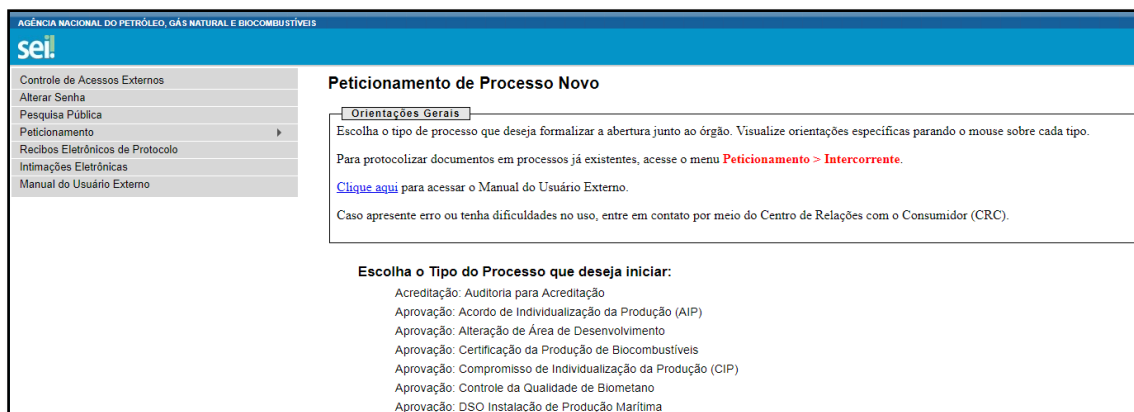 AGÊNCIA NACIONAL DO PETRÓLEO, GÁS NATURAL E BIOCOMBUSTÍVEIS
sei!
Controle de Acessos Externos
Alterar Senha
Pesquisa Pública
Peticionamento
Recibos Eletrônicos de Protocolo
Intimações Eletrônicas
Manual do Usuário Externo
Peticionamento de Processo Novo
Orientações Gerais
Escolha o tipo de processo que deseja formalizar a abertura junto ao órgão. Visualize orientações específicas parando o mouse sobre cada tipo.
Para protocolizar documentos em processos já existentes, acesse o menu Peticionamento > Intercorrente.
Clique aqui para acessar o Manual do Usuário Externo.
Caso apresente erro ou tenha dificuldades no uso, entre em contato por meio do Centro de Relações com o Consumidor (CRC).
Escolha o Tipo do Processo que deseja iniciar:
Acreditação: Auditoria para Acreditação
Aprovação: Acordo de Individualização da Produção (AIP)
Aprovação: Alteração de Área de Desenvolvimento
Aprovação: Certificação da Produção de Biocombustíveis
Aprovação: Compromisso de Individualização da Produção (CIP)
Aprovação: Controle da Qualidade de Biometano
Aprovação: DSO Instalação de Produção Marítima